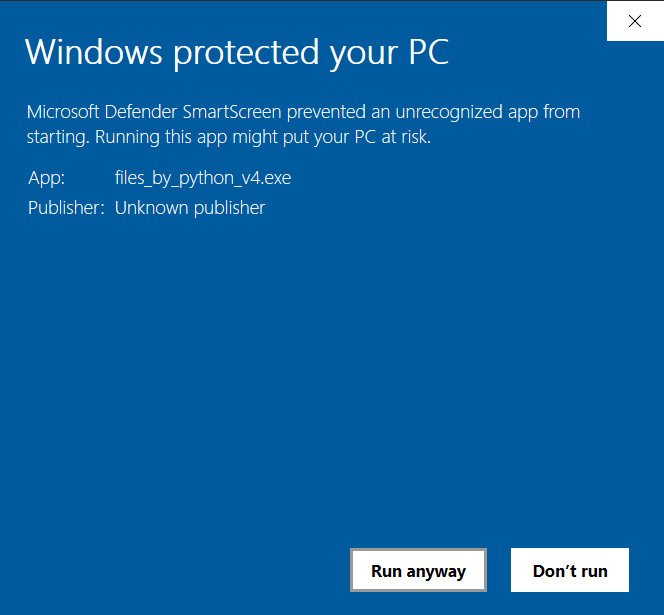 Windows protected your PC
Microsoft Defender SmartScreen prevented an unrecognized app from
starting. Running this app might put your PC at risk.
App: files_by_python_v4.exe
Publisher: Unknown publisher
Run anyway Don’t run